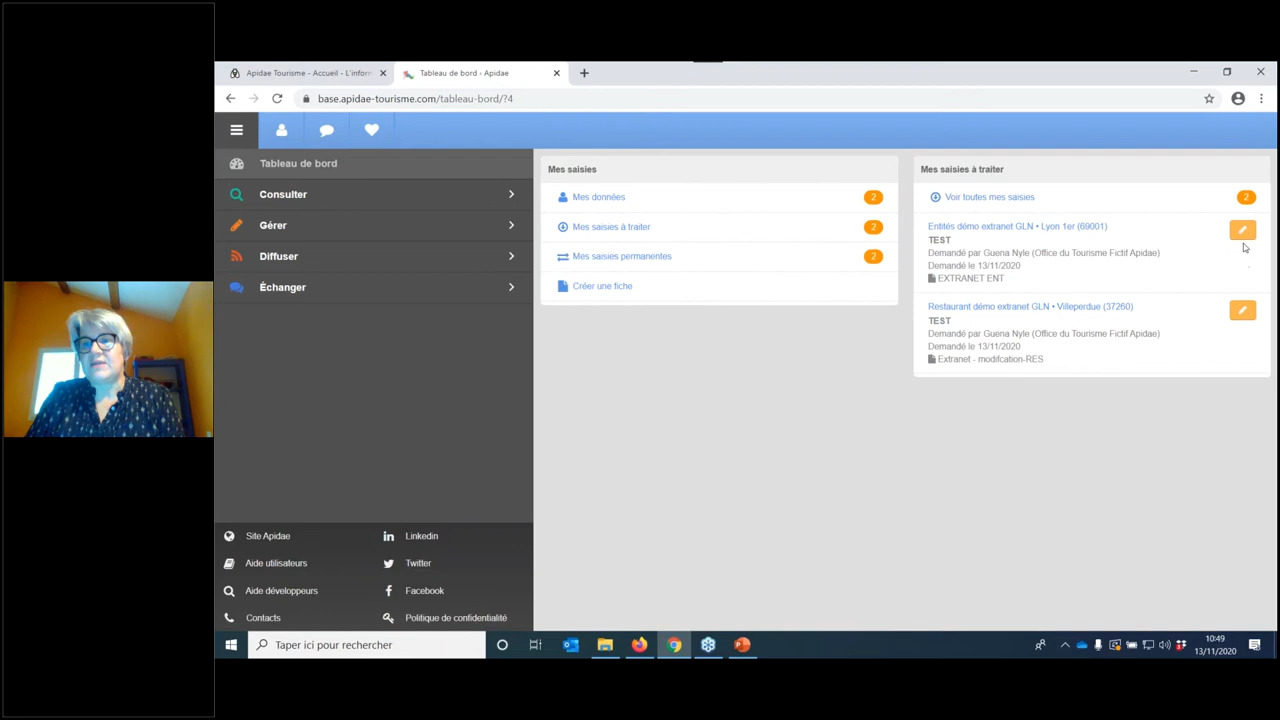 Apidae Tourisme - Accueil - L'inforn
Tableau de bord ‹ Apidae
base.apidae-tourisme.com/tableau-bord/?4
Tableau de bord
Consulter
Gérer
Diffuser
Échanger
Mes saisies
Mes données 2
Mes saisies à traiter 2
Mes saisies permanentes 2
Créer une fiche
Mes saisies à traiter
Voir toutes mes saisies 2
Entités démo extranet GLN • Lyon 1er (69001)
TEST
Demandé par Guena Nyle (Office du Tourisme Fictif Apidae)
Demandé le 13/11/2020
EXTRANET ENT
Restaurant démo extranet GLN • Villeperdue (37260)
TEST
Demandé par Guena Nyle (Office du Tourisme Fictif Apidae)
Demandé le 13/11/2020
Extranet - modifcation-RES
Site Apidae
Linkedin
Aide utilisateurs
Twitter
Aide développeurs
Facebook
Contacts
Politique de confidentialité
Taper ici pour rechercher
10:49
13/11/2020